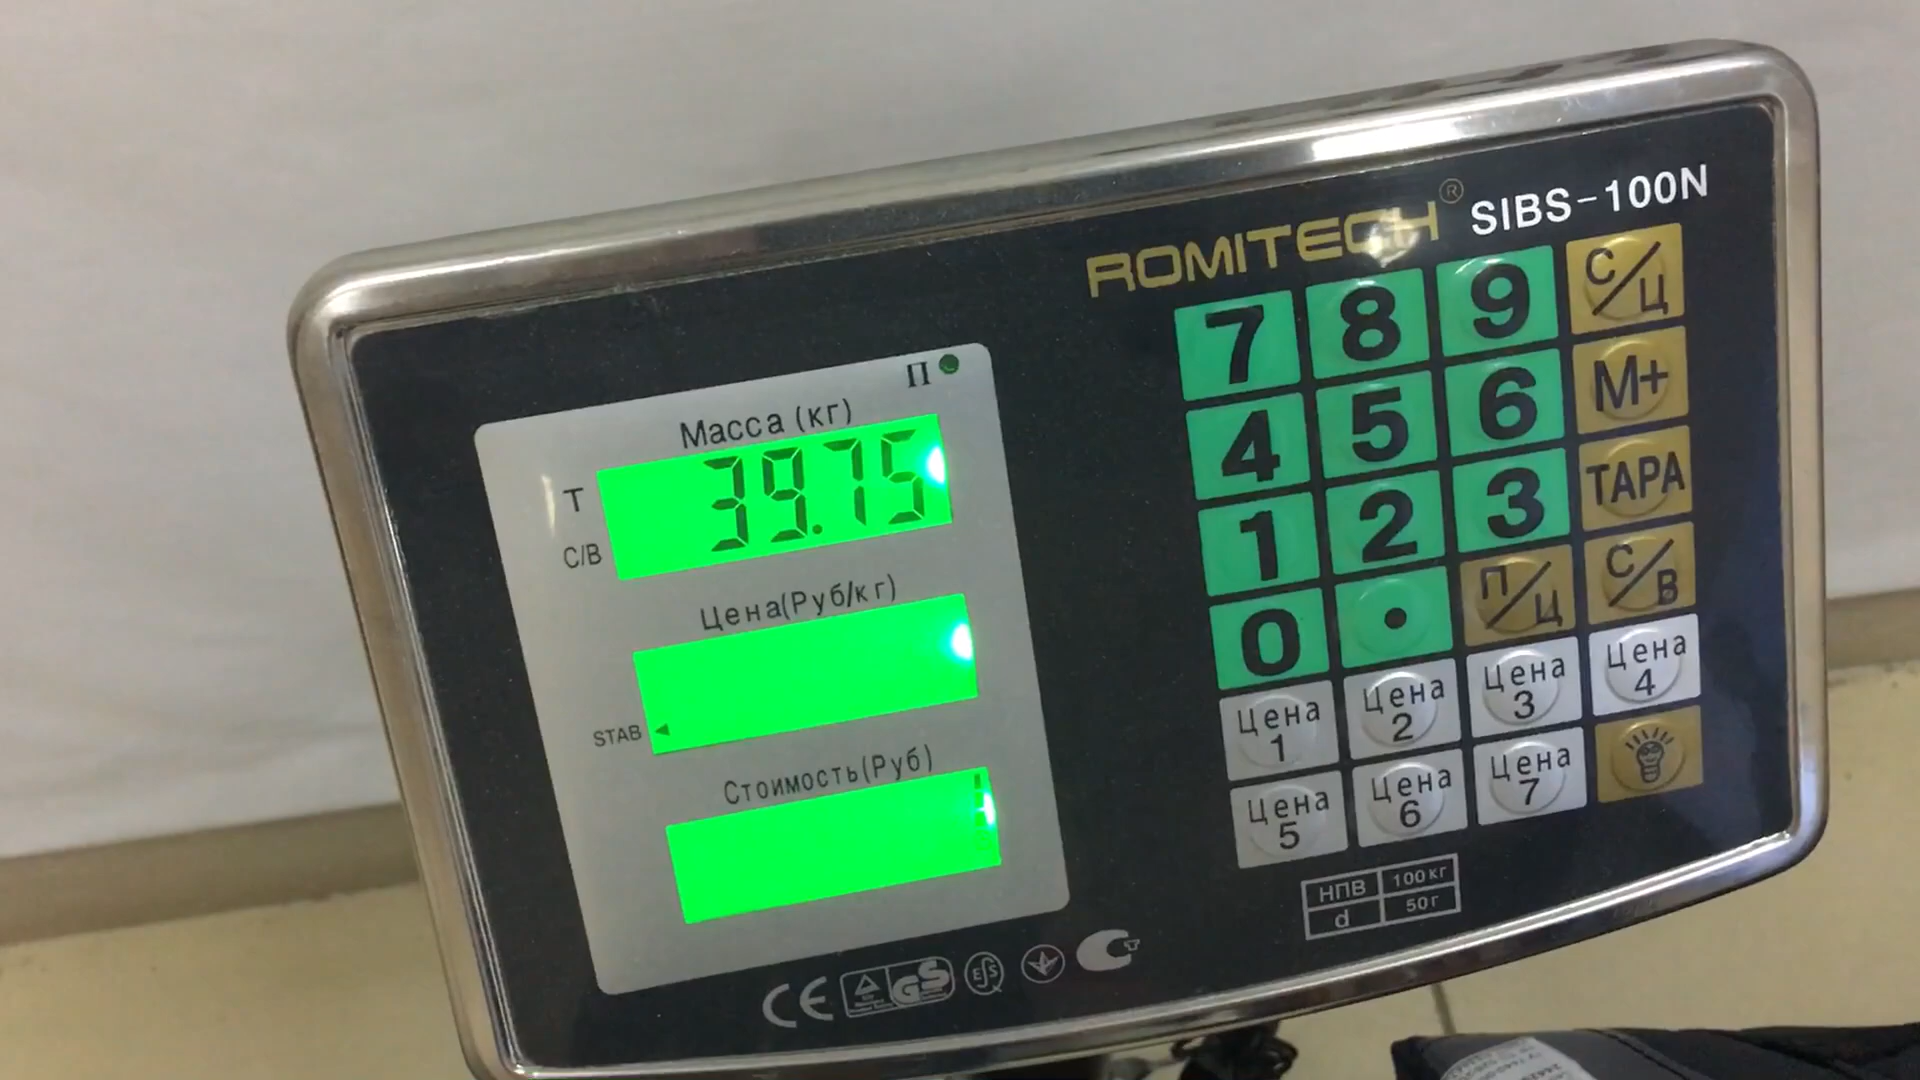 ROMITECH® SIBS-100N
П
Масса (кг)
39.75
Т
С/В
Цена(Руб/кг)
STAB
Стоимость(Руб)
7 8 9 С/Ц
4 5 6 М+
1 2 3 ТАРА
0 . П/Ц С/В
Цена 1 Цена 2 Цена 3 Цена 4
Цена 5 Цена 6 Цена 7
НПВ 100кг
d 50г
CE GS